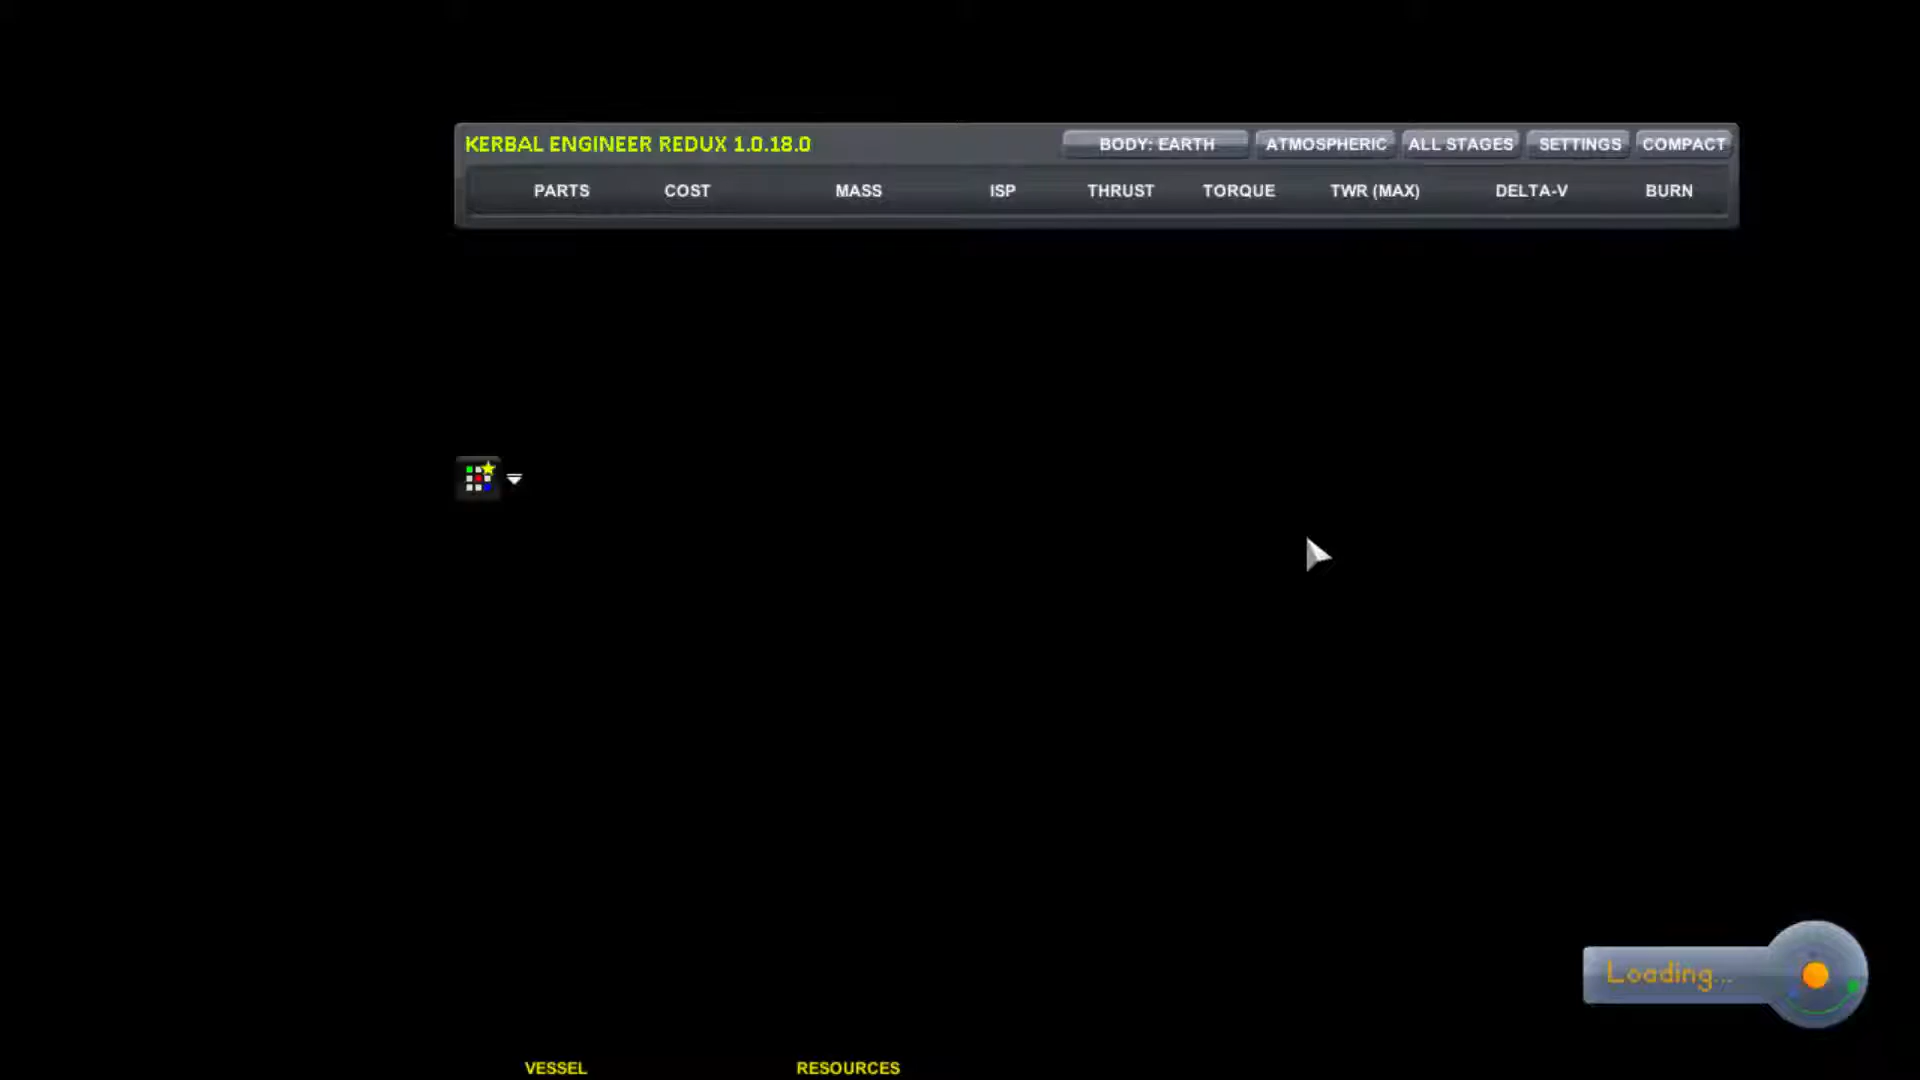 KERBAL ENGINEER REDUX 1.0.18.0
BODY: EARTH
ATMOSPHERIC
ALL STAGES
SETTINGS
COMPACT
PARTS COST MASS ISP THRUST TORQUE TWR (MAX) DELTA-V BURN
Loading...
VESSEL
RESOURCES